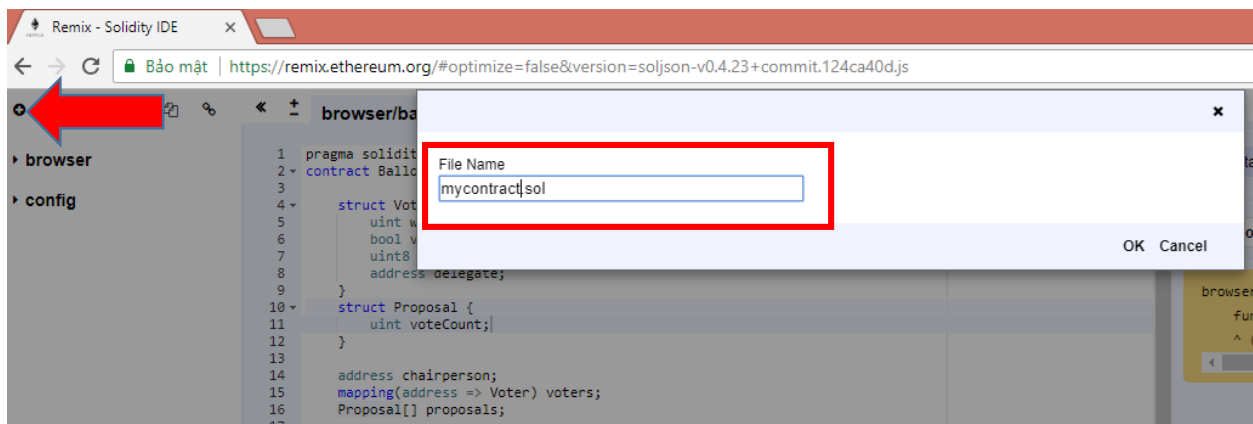 Remix - Solidity IDE
Bảo mật | https://remix.ethereum.org/#optimize=false&version=soljson-v0.4.23+commit.124ca40d.js
browser/ba
browser
config
File Name
mycontract.sol
OK Cancel
1 pragma solidit
2 contract Ballo
3
4 struct Vot
5 uint w
6 bool v
7 uint8
8 address delegate;
9 }
10 struct Proposal {
11 uint voteCount;
12 }
13
14 address chairperson;
15 mapping(address => Voter) voters;
16 Proposal[] proposals;
17
browser
fun
^ (